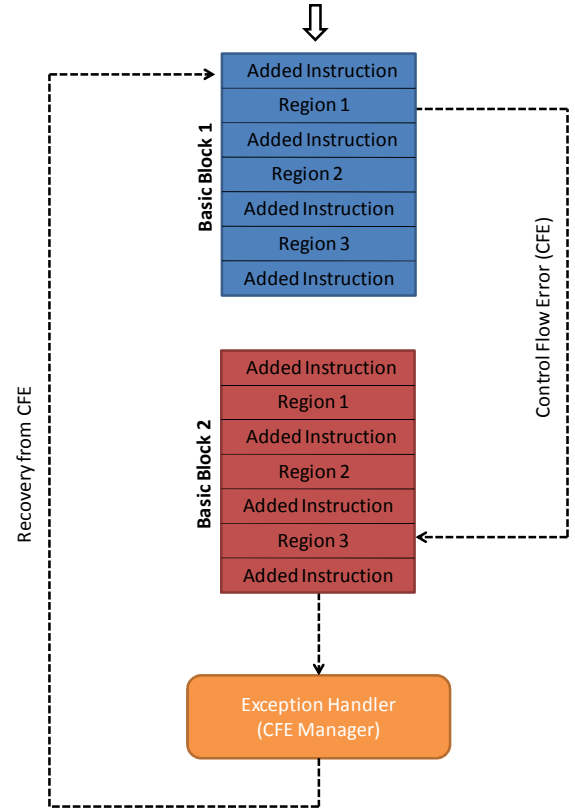 Added Instruction
Region 1
Added Instruction
Region 2
Added Instruction
Region 3
Added Instruction
Basic Block 1
Control Flow Error (CFE)
Recovery from CFE
Added Instruction
Region 1
Added Instruction
Region 2
Added Instruction
Region 3
Added Instruction
Basic Block 2
Exception Handler
(CFE Manager)